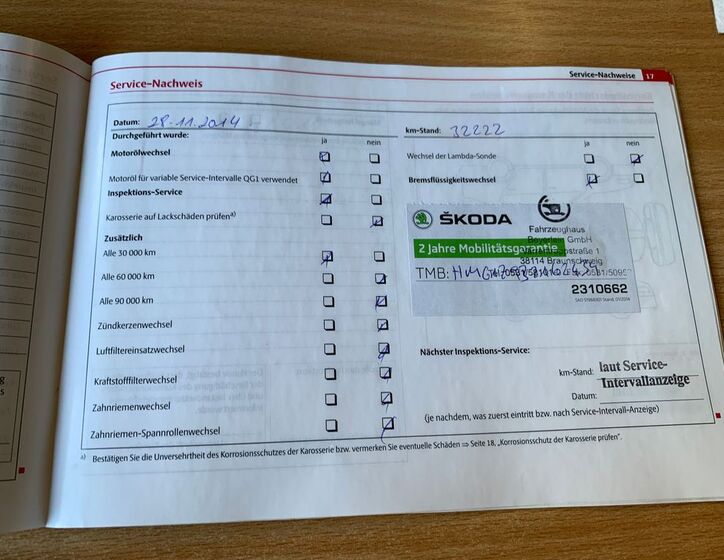 Service-Nachweise 17
Service-Nachweis
Datum: 28.11.2014
Durchgeführt wurde:
ja nein
Motorölwechsel
Motoröl für variable Service-Intervalle QG1 verwendet
Inspektions-Service
Karosserie auf Lackschäden prüfen a)
Zusätzlich
Alle 30 000 km
Alle 60 000 km
Alle 90 000 km
Zündkerzenwechsel
Luftfiltereinsatzwechsel
Kraftstofffilterwechsel
Zahnriemenwechsel
Zahnriemen-Spannrollenwechsel
km-Stand: 32222
ja nein
Wechsel der Lambda-Sonde
Bremsflüssigkeitswechsel
ŠKODA
2 Jahre Mobilitätsgarantie
Fahrzeughaus
GmbH
38114 Braunschweig
TMB:
2310662
Nächster Inspektions-Service:
km-Stand: laut Service-
Intervallanzeige
Datum:
(je nachdem, was zuerst eintritt bzw. nach Service-Intervall-Anzeige)
a) Bestätigen Sie die Unversehrtheit des Korrosionsschutzes der Karosserie bzw. vermerken Sie eventuelle Schäden ⇒ Seite 18, „Korrosionsschutz der Karosserie prüfen".